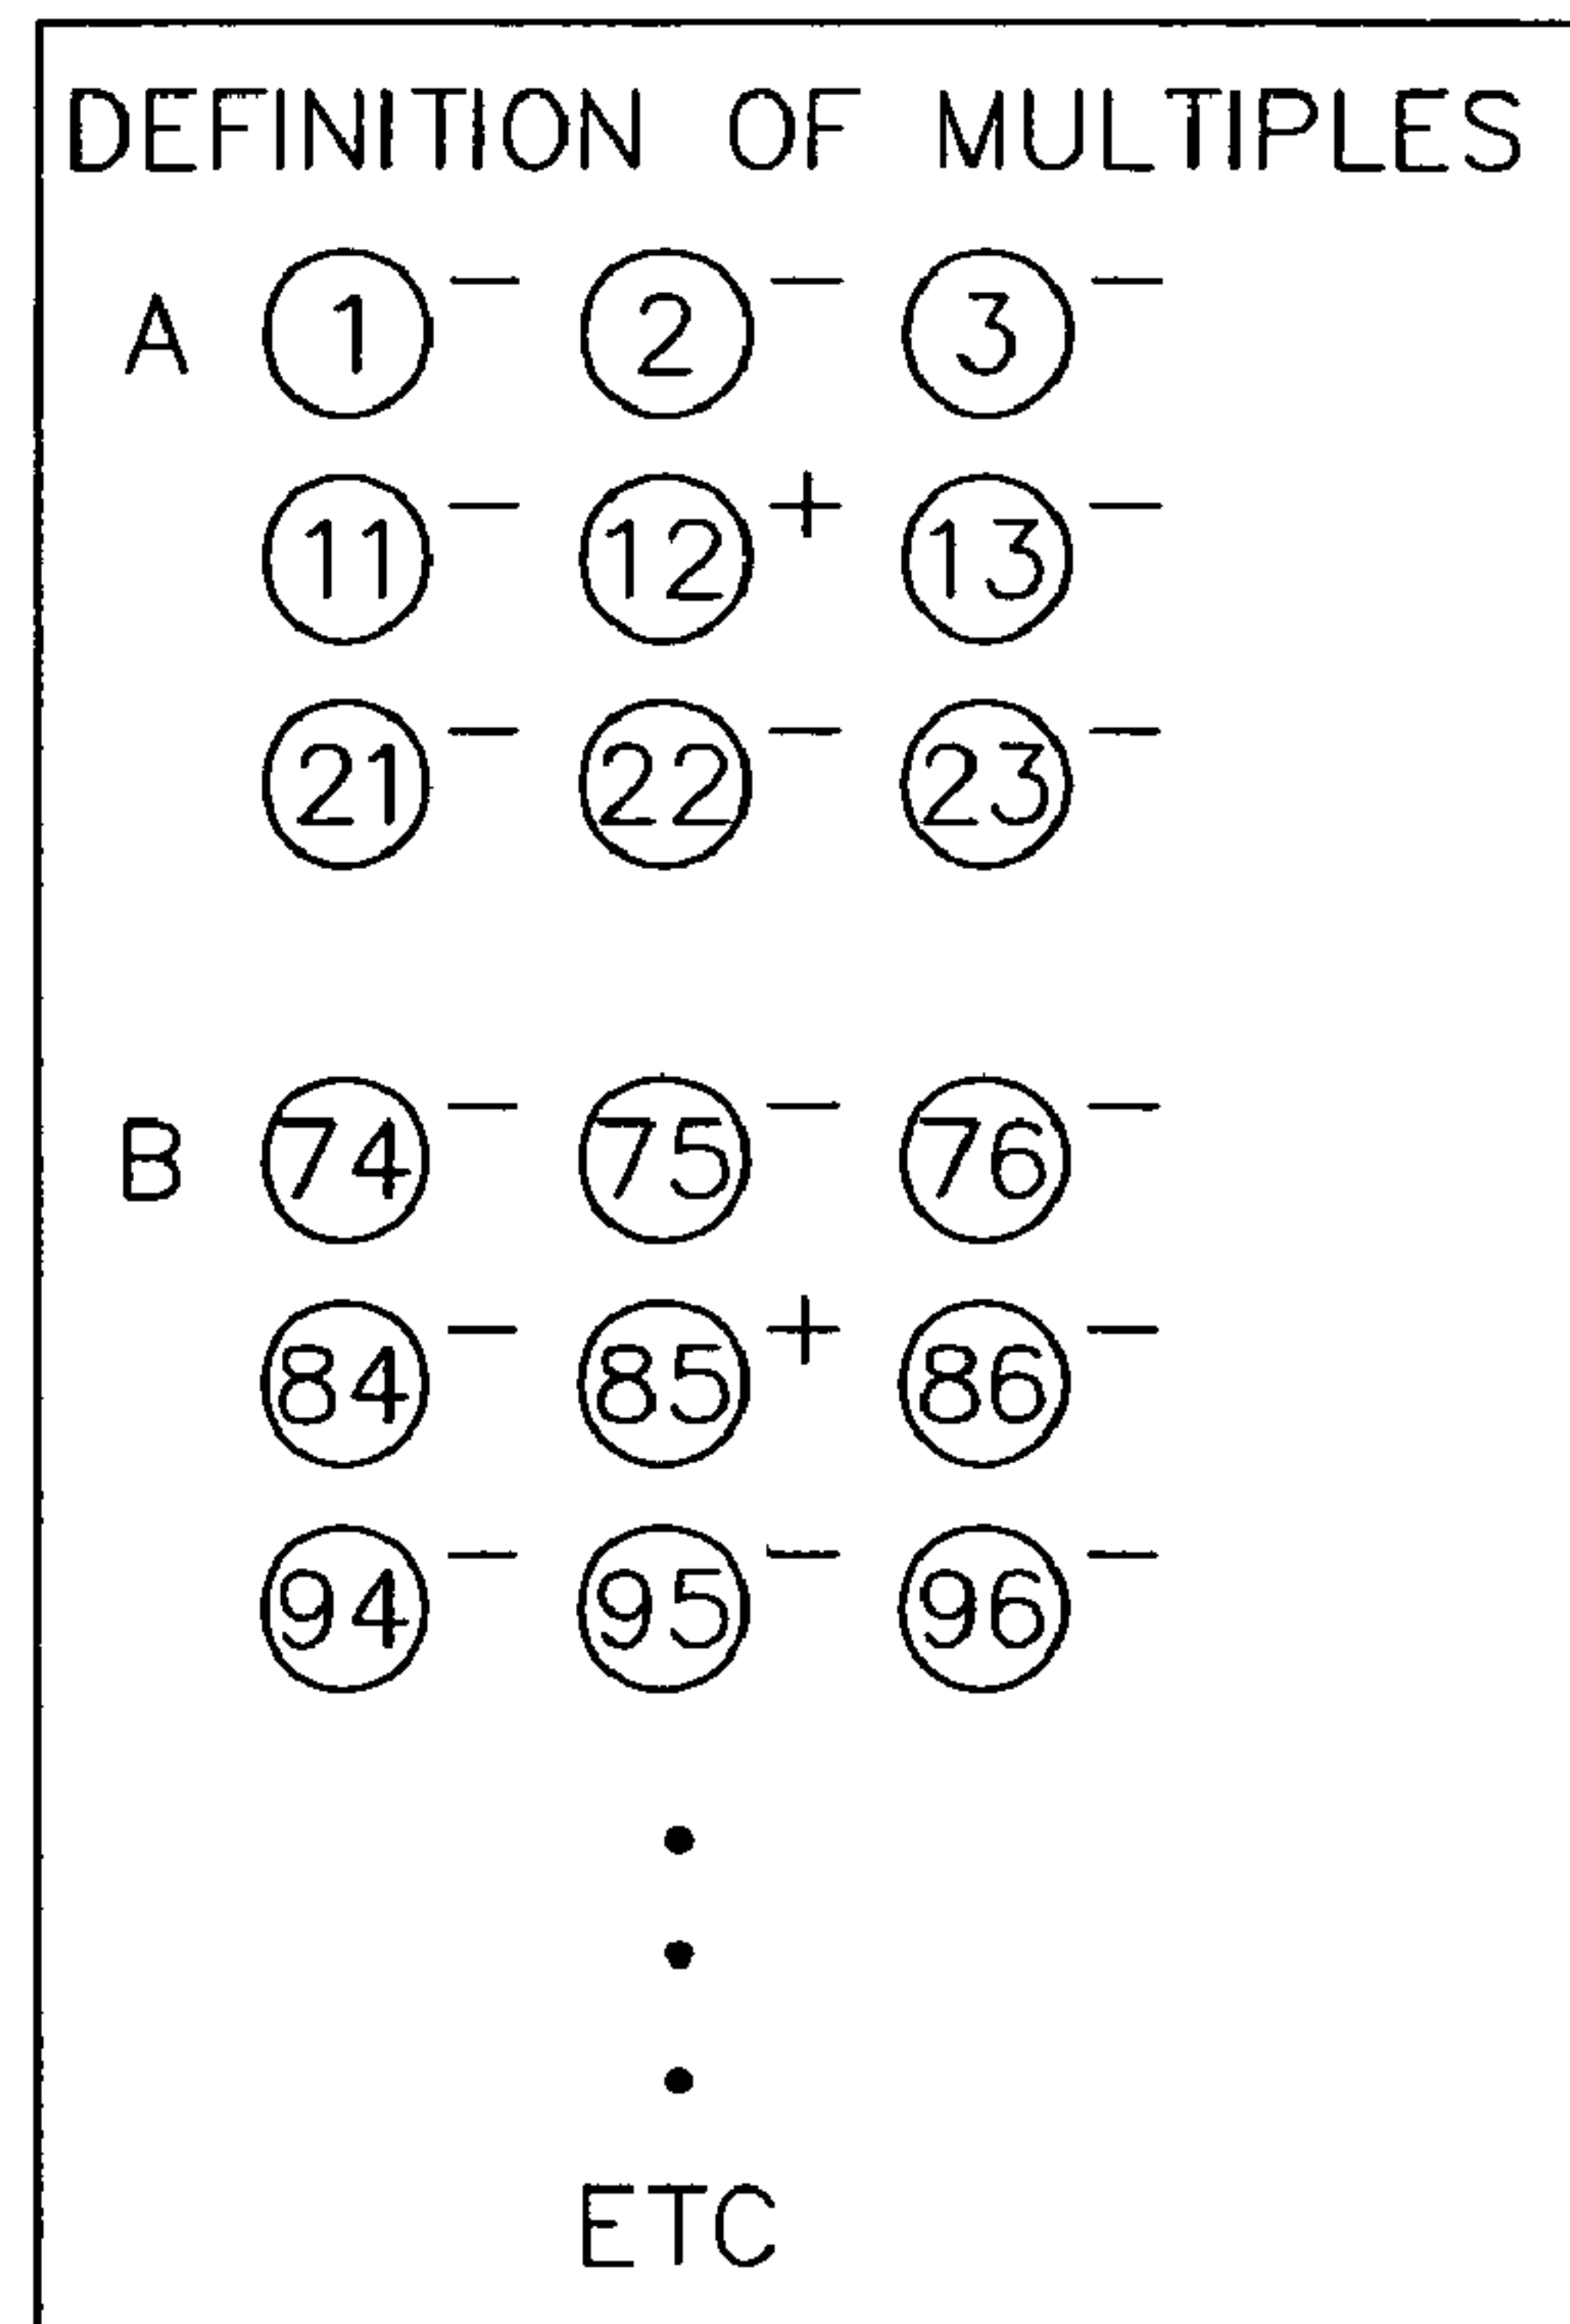 DEFINITION OF MULTIPLES
A 1− 2− 3−
11− 12+ 13−
21− 22− 23−
B 74− 75− 76−
84− 85+ 86−
94− 95− 96−
ETC